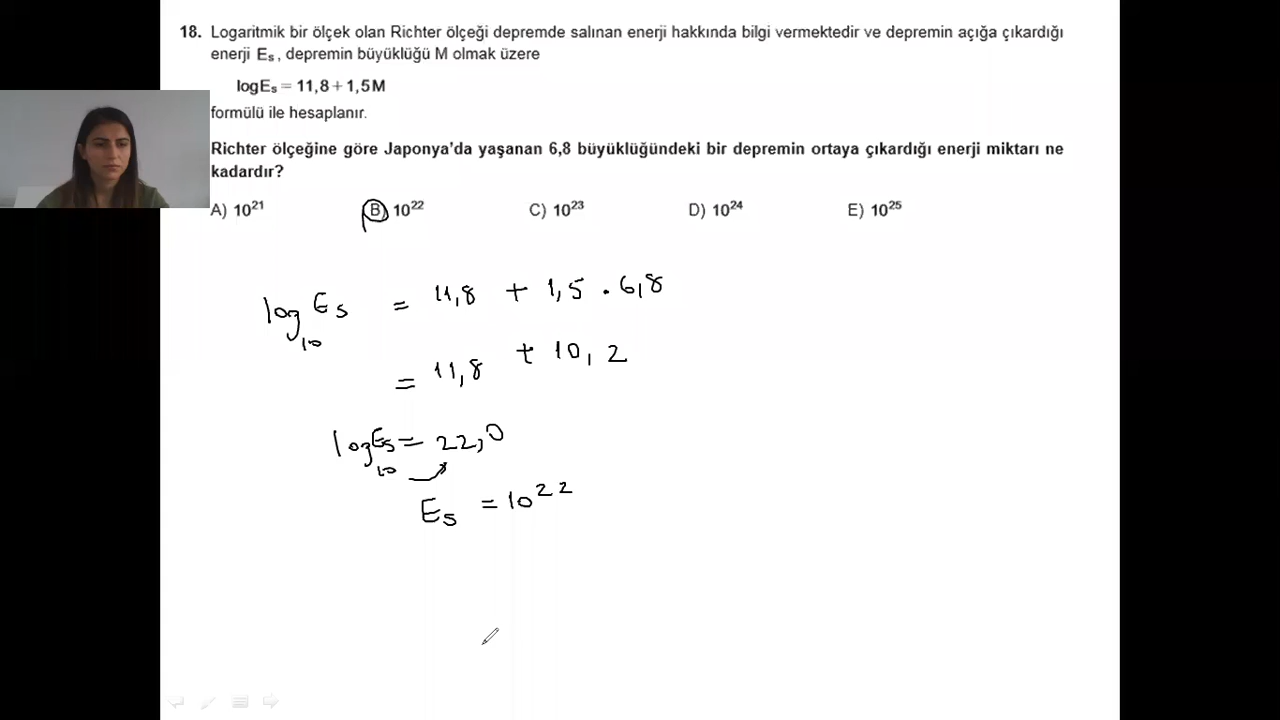 18. Logaritmik bir ölçek olan Richter ölçeği depremde salınan enerji hakkında bilgi vermektedir ve depremin açığa çıkardığı
enerji Eₛ, depremin büyüklüğü M olmak üzere
logEₛ = 11,8 + 1,5M
formülü ile hesaplanır.
Richter ölçeğine göre Japonya'da yaşanan 6,8 büyüklüğündeki bir depremin ortaya çıkardığı enerji miktarı ne
kadardır?
A) 10²¹ B) 10²² C) 10²³ D) 10²⁴ E) 10²⁵
log₁₀ Eₛ = 11,8 + 1,5 . 6,8
= 11,8 + 10,2
log₁₀ Eₛ = 22,0
Eₛ = 10²²